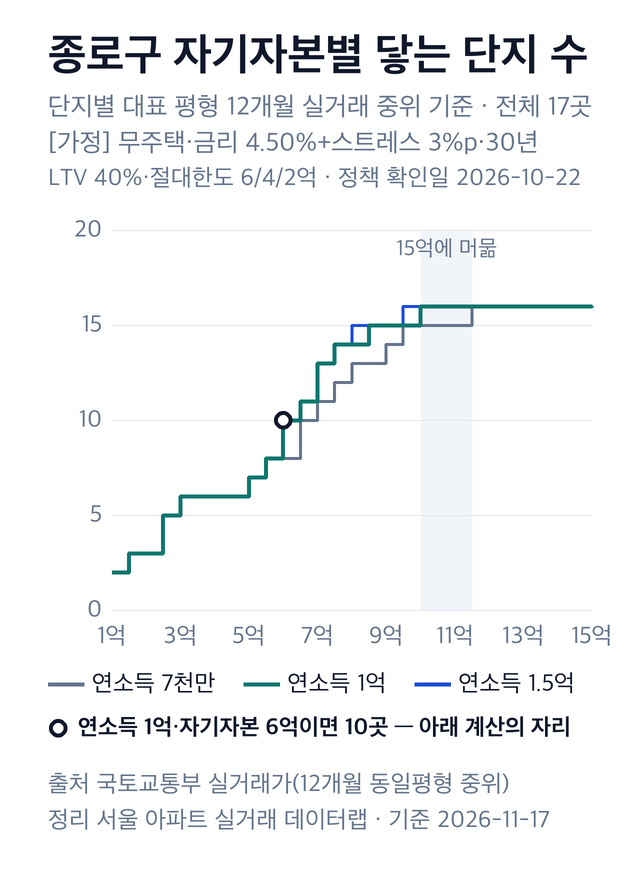 종로구 자기자본별 닿는 단지 수
단지별 대표 평형 12개월 실거래 중위 기준 · 전체 17곳
[가정] 무주택·금리 4.50%+스트레스 3%p·30년
LTV 40%·절대한도 6/4/2억 · 정책 확인일 2026-10-22
20
15억에 머묾
15
10
5
0
1억 3억 5억 7억 9억 11억 13억 15억
연소득 7천만 연소득 1억 연소득 1.5억
연소득 1억·자기자본 6억이면 10곳 — 아래 계산의 자리
출처 국토교통부 실거래가(12개월 동일평형 중위)
정리 서울 아파트 실거래 데이터랩 · 기준 2026-11-17